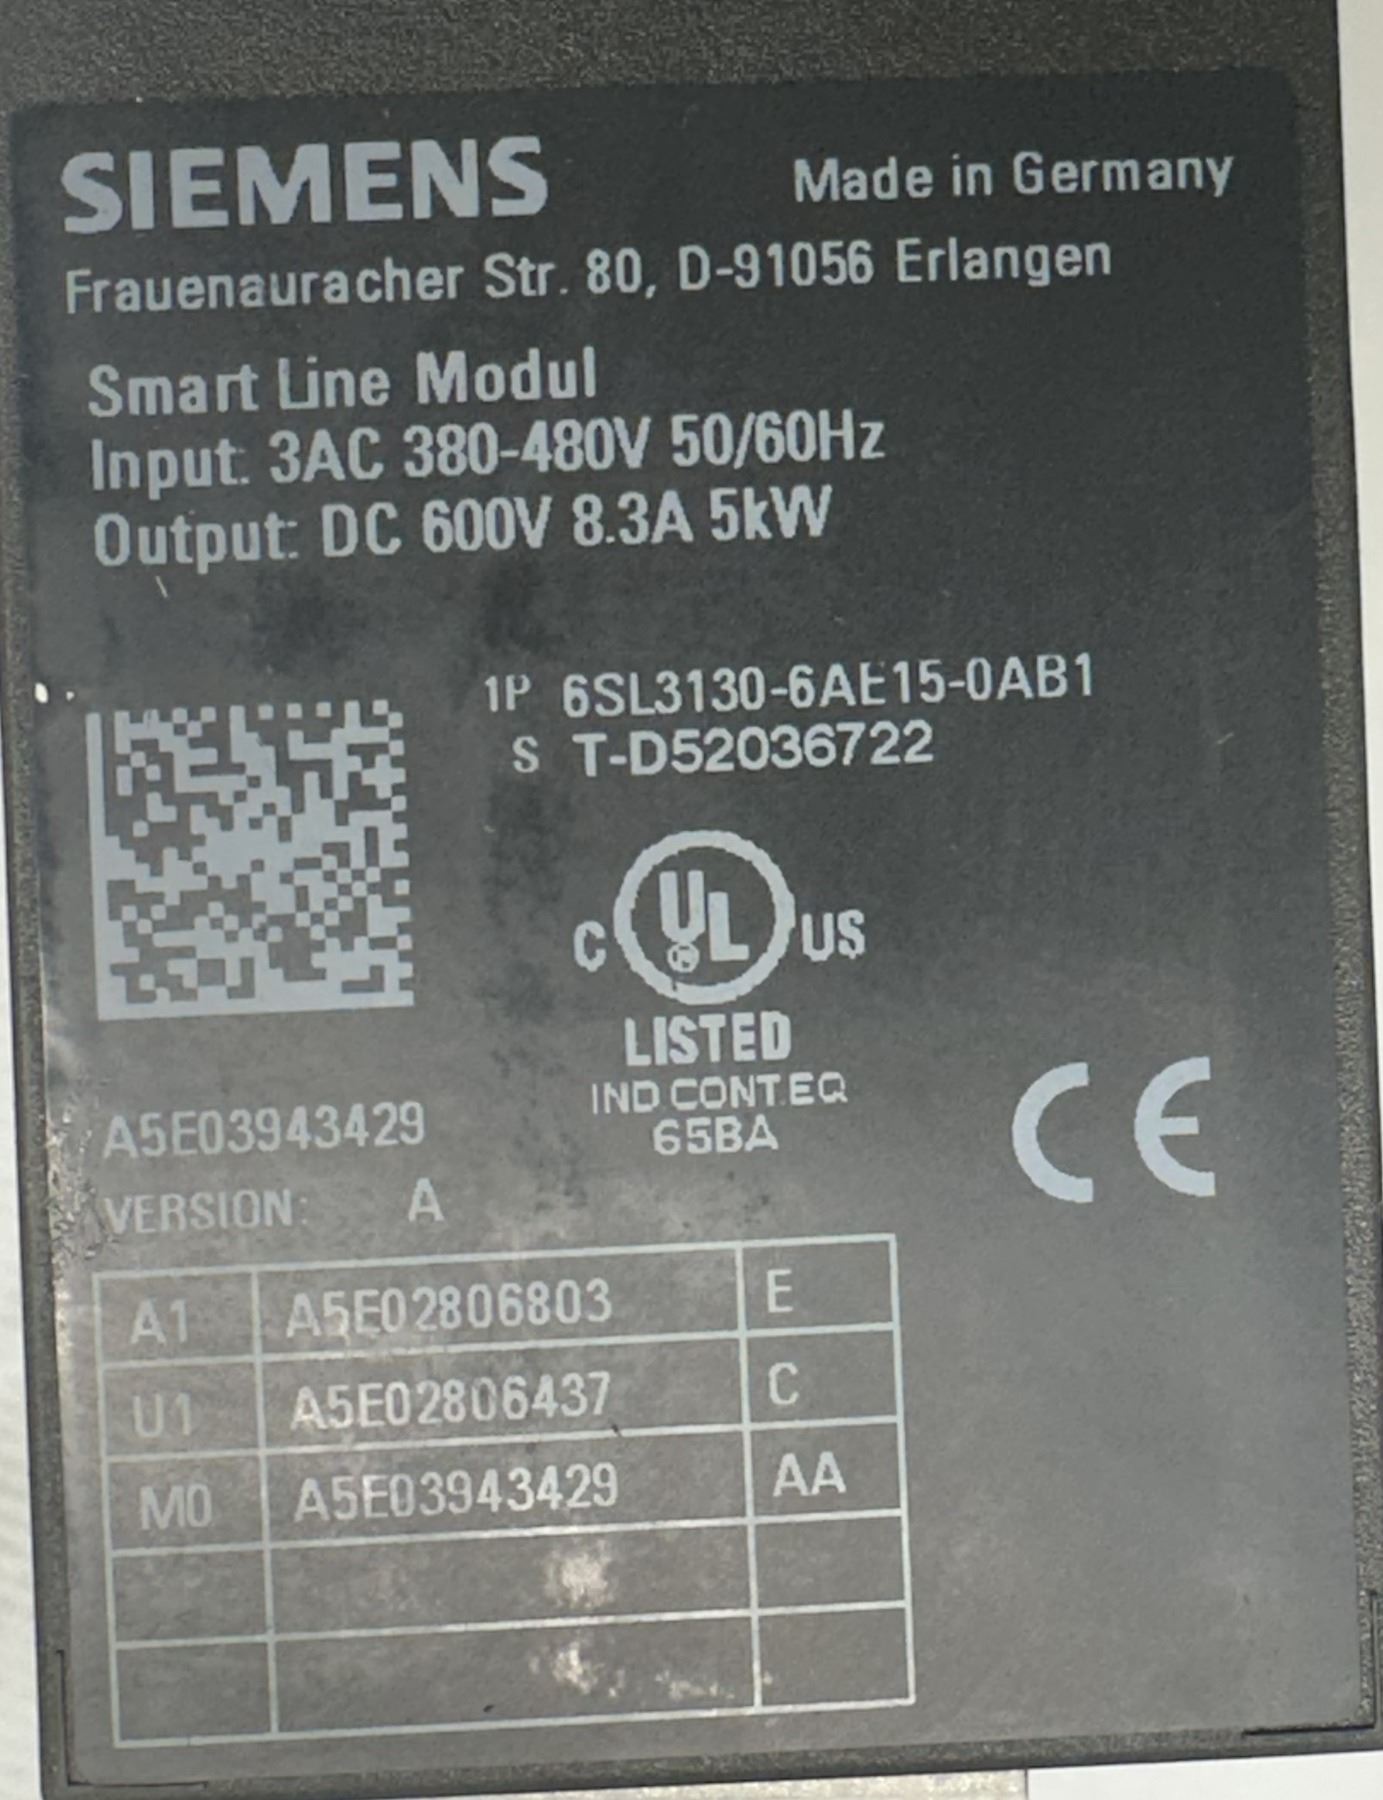 SIEMENS
Made in Germany
Frauenauracher Str. 80, D-91056 Erlangen
Smart Line Modul
Input: 3AC 380-480V 50/60Hz
Output: DC 600V 8.3A 5kW
1P 6SL3130-6AE15-0AB1
S T-D52036722
C UL US
LISTED
IND CONT.EQ
65BA
CE
A5E03943429
VERSION: A
A1 A5E02806803 E
U1 A5E02806437 C
M0 A5E03943429 AA